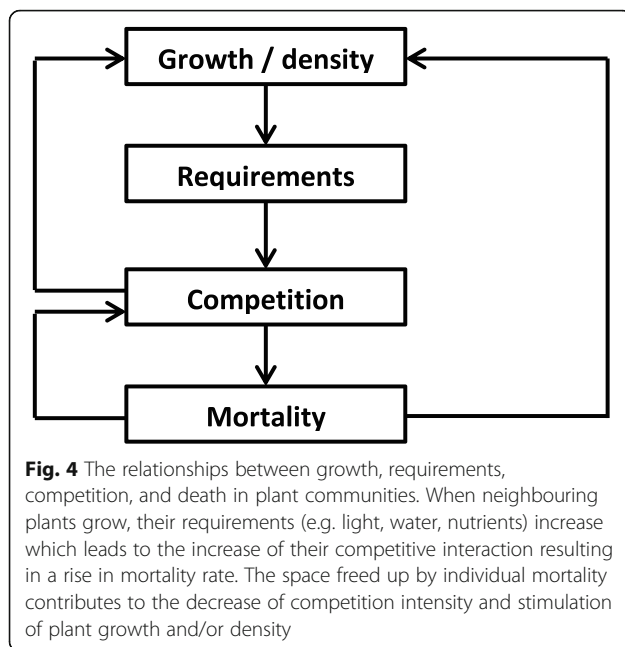 Growth / density
Requirements
Competition
Mortality
Fig. 4 The relationships between growth, requirements,
competition, and death in plant communities. When neighbouring
plants grow, their requirements (e.g. light, water, nutrients) increase
which leads to the increase of their competitive interaction resulting
in a rise in mortality rate. The space freed up by individual mortality
contributes to the decrease of competition intensity and stimulation
of plant growth and/or density